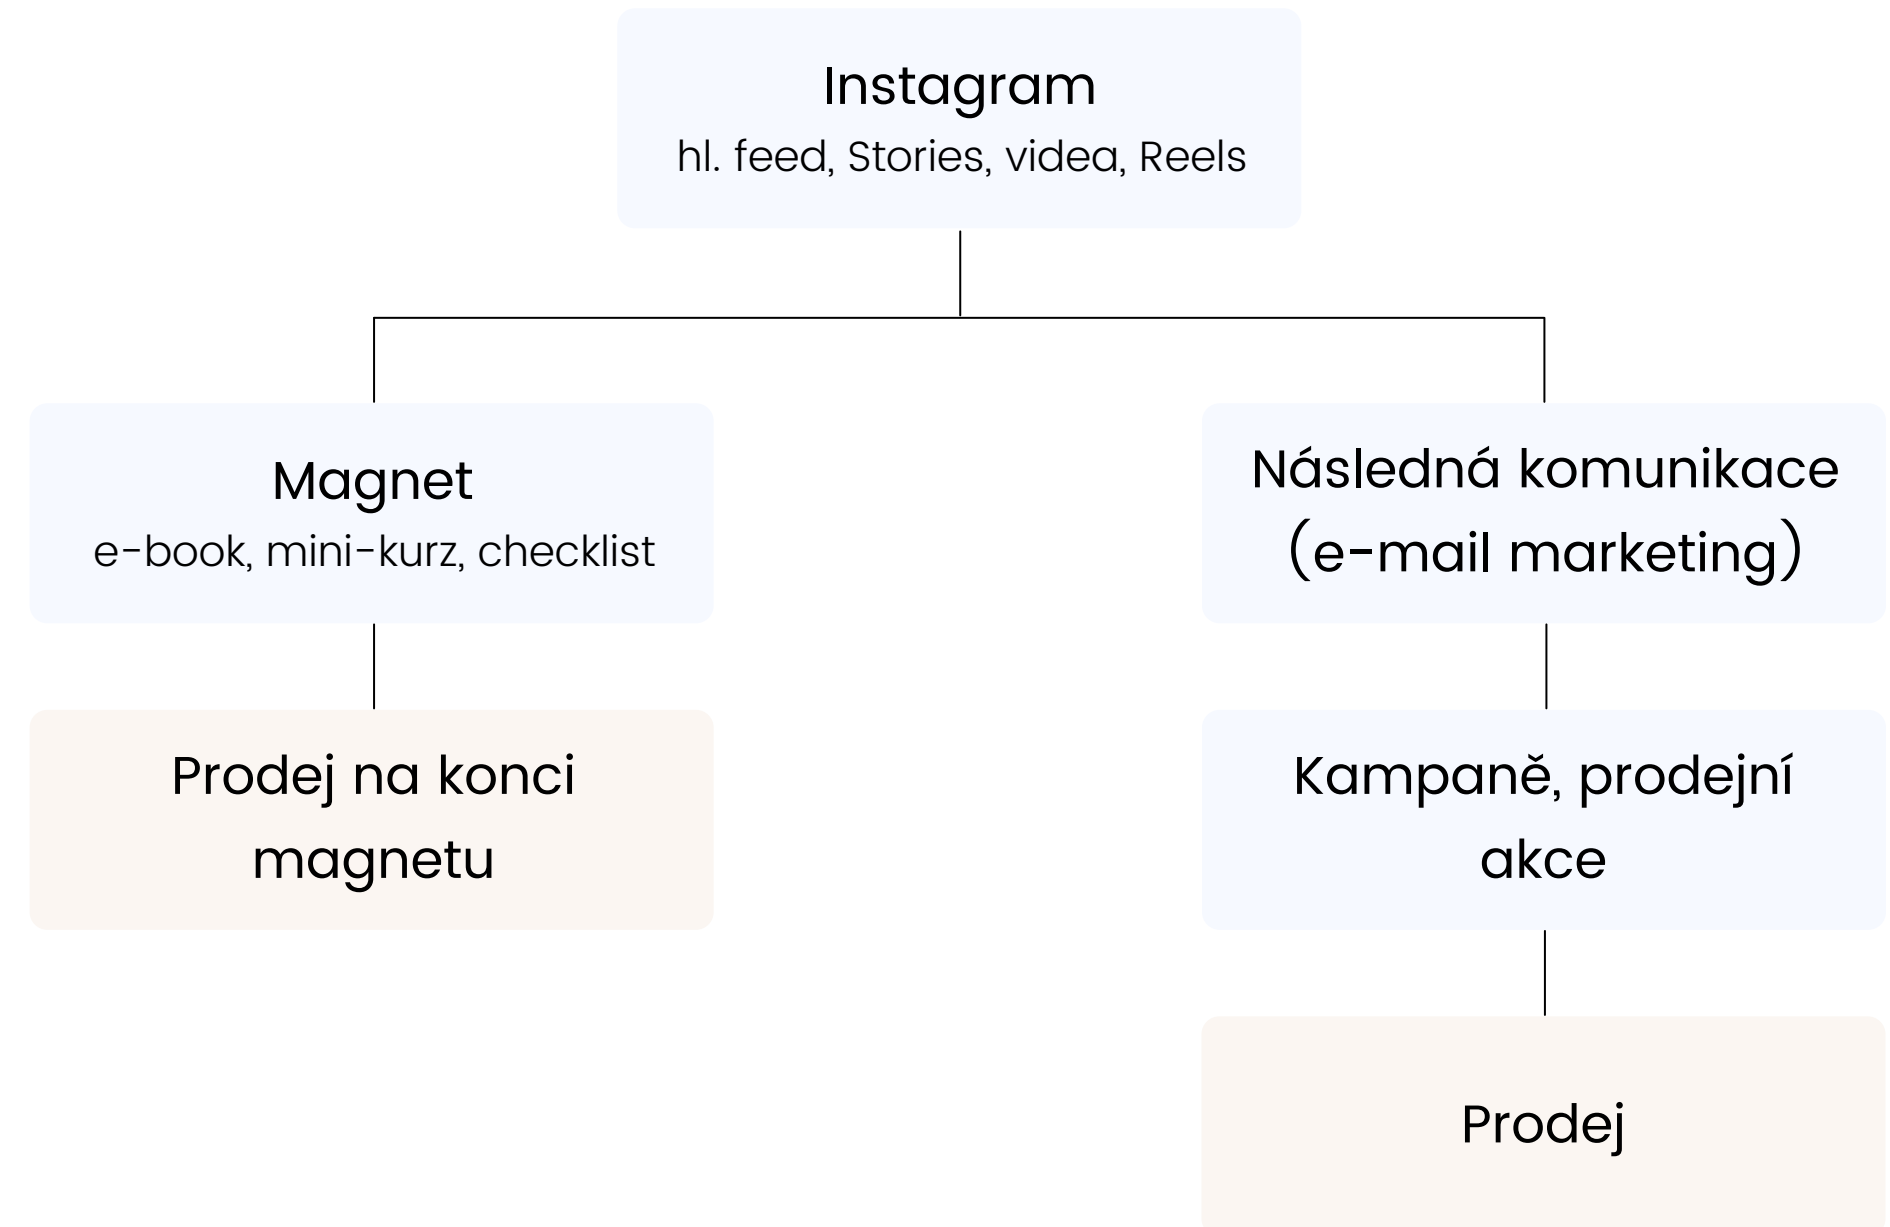 Instagram
hl. feed, Stories, videa, Reels
Magnet
e-book, mini-kurz, checklist
Následná komunikace
(e-mail marketing)
Prodej na konci
magnetu
Kampaně, prodejní
akce
Prodej